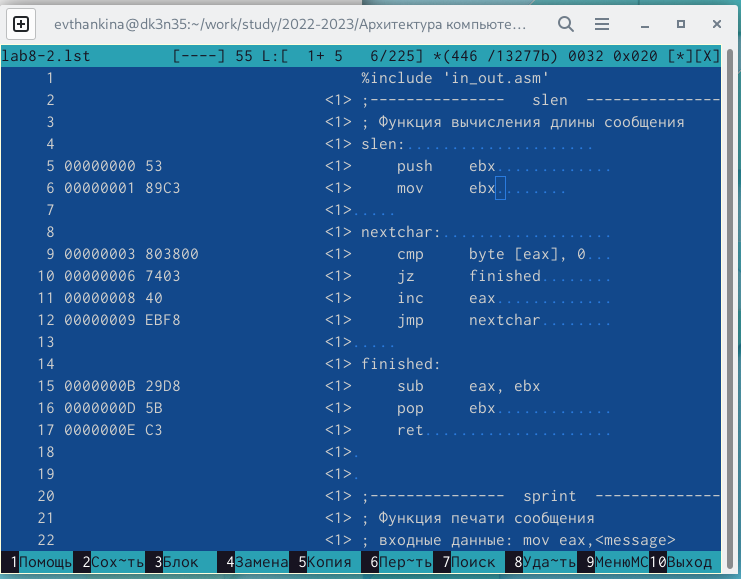 evthankina@dk3n35:~/work/study/2022-2023/Архитектура компьюте...
lab8-2.lst [----] 55 L:[ 1+ 5 6/225] *(446 /13277b) 0032 0x020 [*][X]
1 %include 'in_out.asm'
2 <1> ;--------------- slen ---------------
3 <1> ; Функция вычисления длины сообщения
4 <1> slen:.....................
5 00000000 53 <1> push ebx.............
6 00000001 89C3 <1> mov ebx........
7 <1>.....
8 <1> nextchar:...................
9 00000003 803800 <1> cmp byte [eax], 0...
10 00000006 7403 <1> jz finished........
11 00000008 40 <1> inc eax.............
12 00000009 EBF8 <1> jmp nextchar........
13 <1>.....
14 <1> finished:
15 0000000B 29D8 <1> sub eax, ebx
16 0000000D 5B <1> pop ebx.............
17 0000000E C3 <1> ret..................
18 <1>.
19 <1>.
20 <1> ;--------------- sprint --------------
21 <1> ; Функция печати сообщения
22 <1> ; входные данные: mov eax,<message>
1Помощь 2Сох~ть 3Блок 4Замена 5Копия 6Пер~ть 7Поиск 8Уда~ть 9МенюMC 10Выход